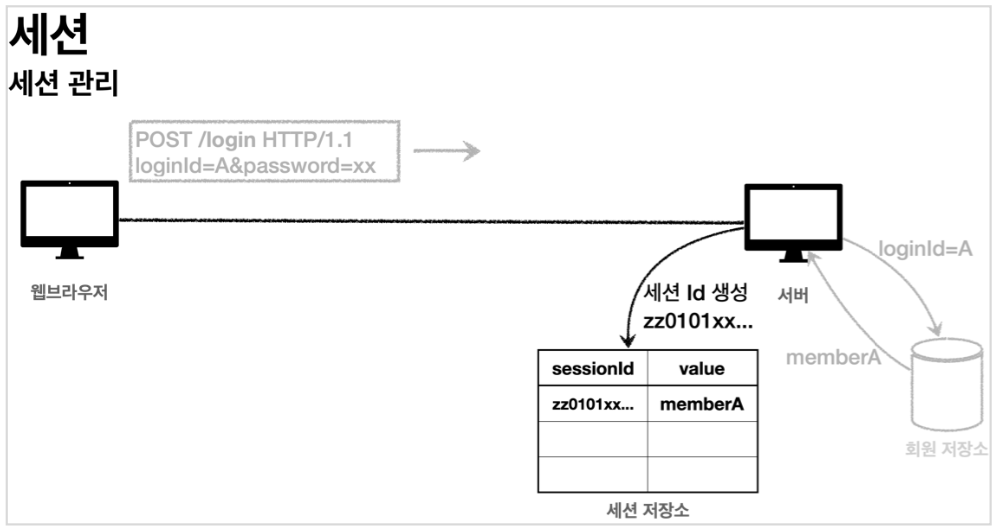 세션
세션 관리
POST /login HTTP/1.1
loginId=A&password=xx
웹브라우저
서버
loginId=A
memberA
회원 저장소
세션 Id 생성
zz0101xx...
sessionId value
zz0101xx... memberA
세션 저장소